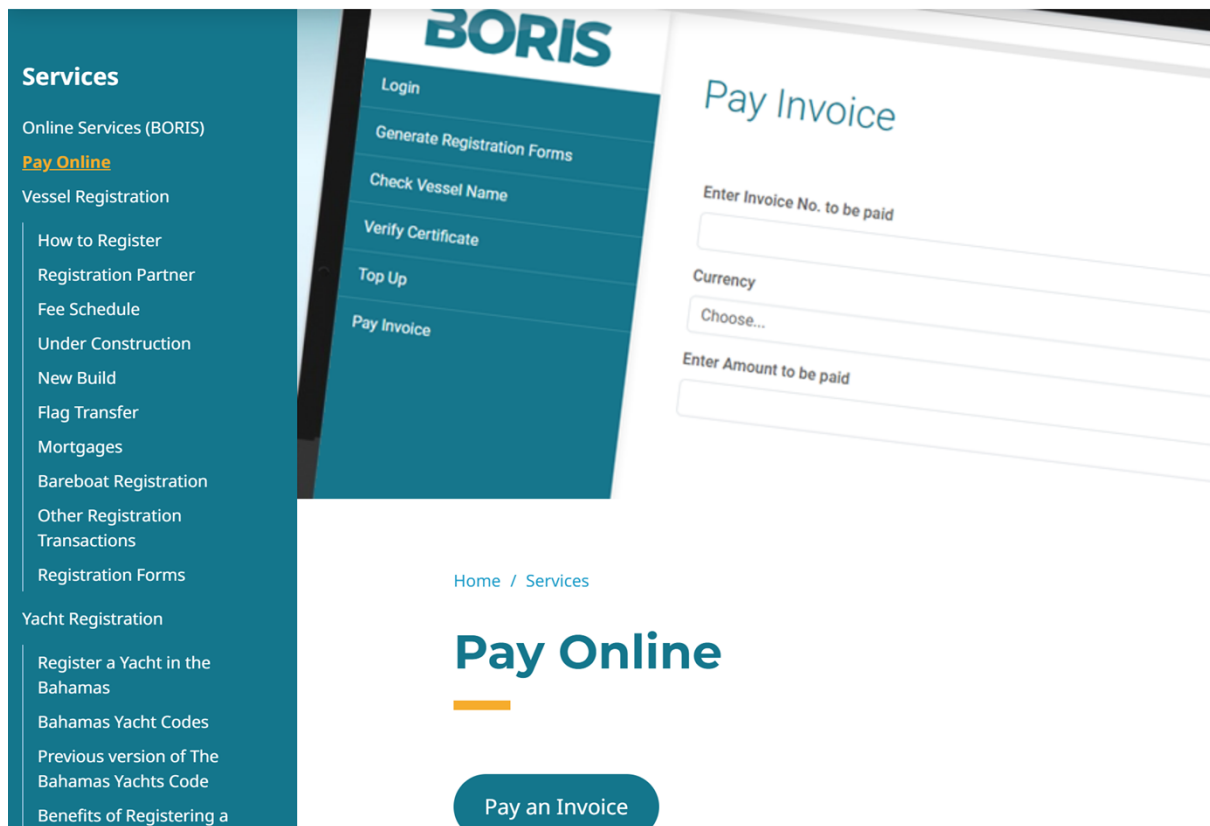 Services
Online Services (BORIS)
Pay Online
Vessel Registration
How to Register
Registration Partner
Fee Schedule
Under Construction
New Build
Flag Transfer
Mortgages
Bareboat Registration
Other Registration
Transactions
Registration Forms
Yacht Registration
Register a Yacht in the
Bahamas
Bahamas Yacht Codes
Previous version of The
Bahamas Yachts Code
Benefits of Registering a
BORIS
Login
Generate Registration Forms
Check Vessel Name
Verify Certificate
Top Up
Pay Invoice
Pay Invoice
Enter Invoice No. to be paid
Currency
Choose...
Enter Amount to be paid
Home / Services
Pay Online
Pay an Invoice